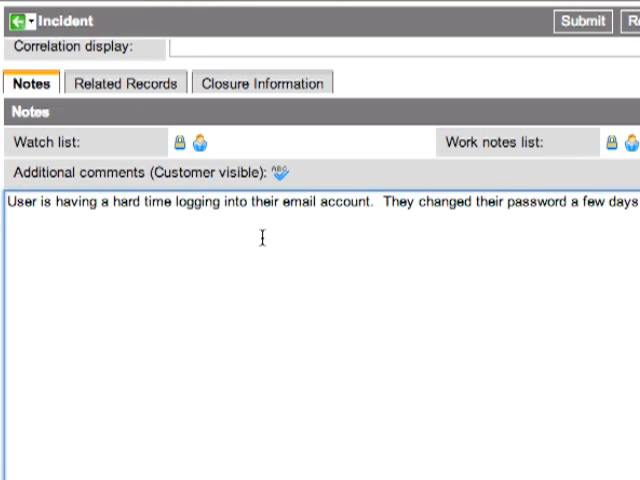 Incident
Submit
Correlation display:
Notes
Related Records
Closure Information
Notes
Watch list:
Work notes list:
Additional comments (Customer visible):
ABC
User is having a hard time logging into their email account. They changed their password a few days